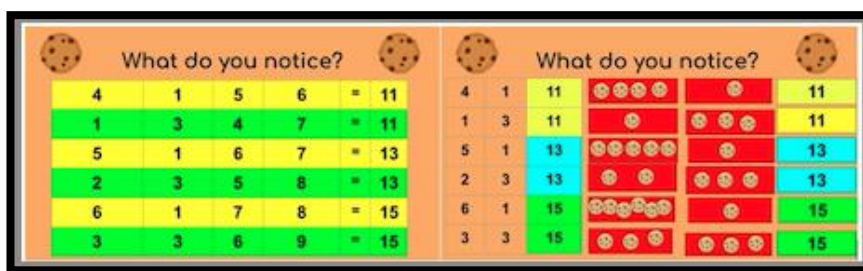 What do you notice?
4 1 5 6 = 11
1 3 4 7 = 11
5 1 6 7 = 13
2 3 5 8 = 13
6 1 7 8 = 15
3 3 6 9 = 15
What do you notice?
4 1 11 11
1 3 11 11
5 1 13 13
2 3 13 13
6 1 15 15
3 3 15 15